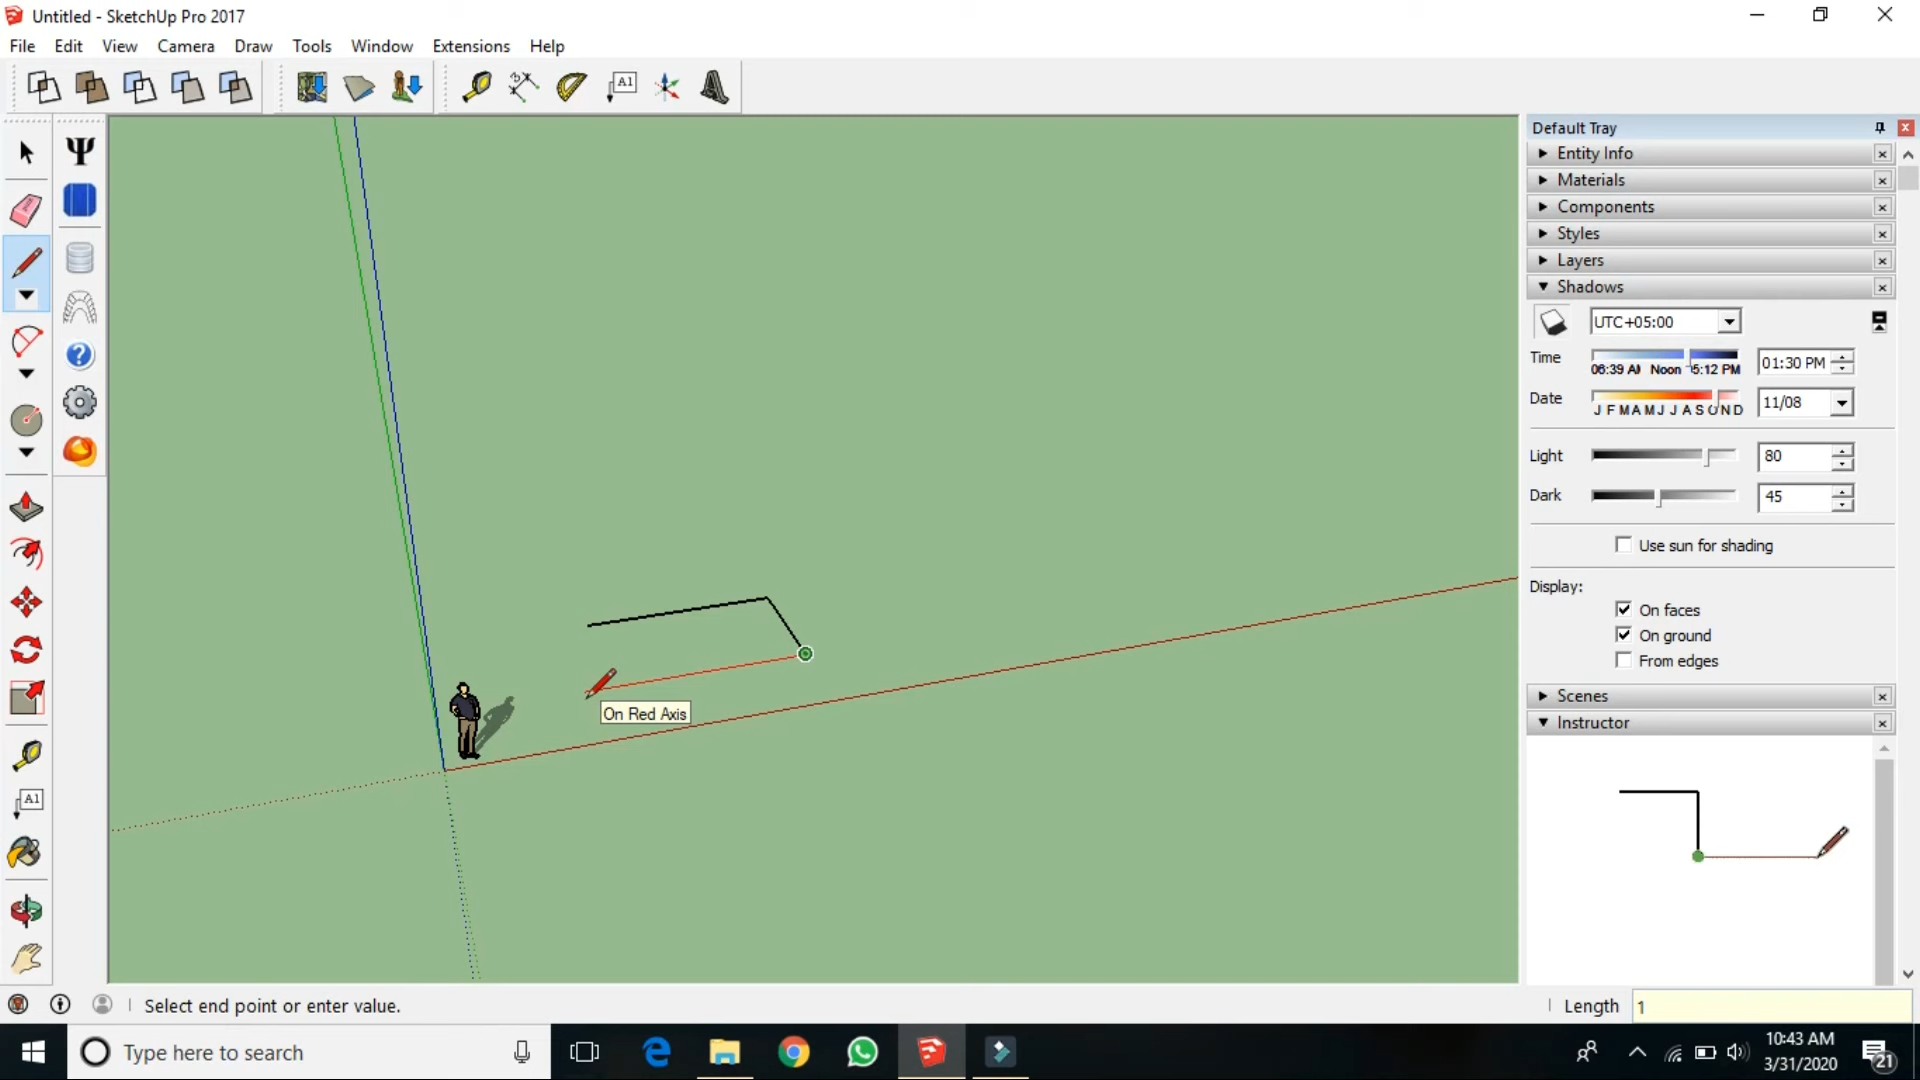 Untitled - SketchUp Pro 2017
File Edit View Camera Draw Tools Window Extensions Help
A1
Default Tray
Entity Info
Materials
Components
Styles
Layers
Shadows
UTC+05:00
Time
06:39 AM Noon 5:12 PM
01:30 PM
Date
J F M A M J J A S O N D
11/08
Light
80
Dark
45
Use sun for shading
Display:
On faces
On ground
From edges
Scenes
Instructor
On Red Axis
A1
Select end point or enter value.
Length 1
Type here to search
10:43 AM
3/31/2020
21